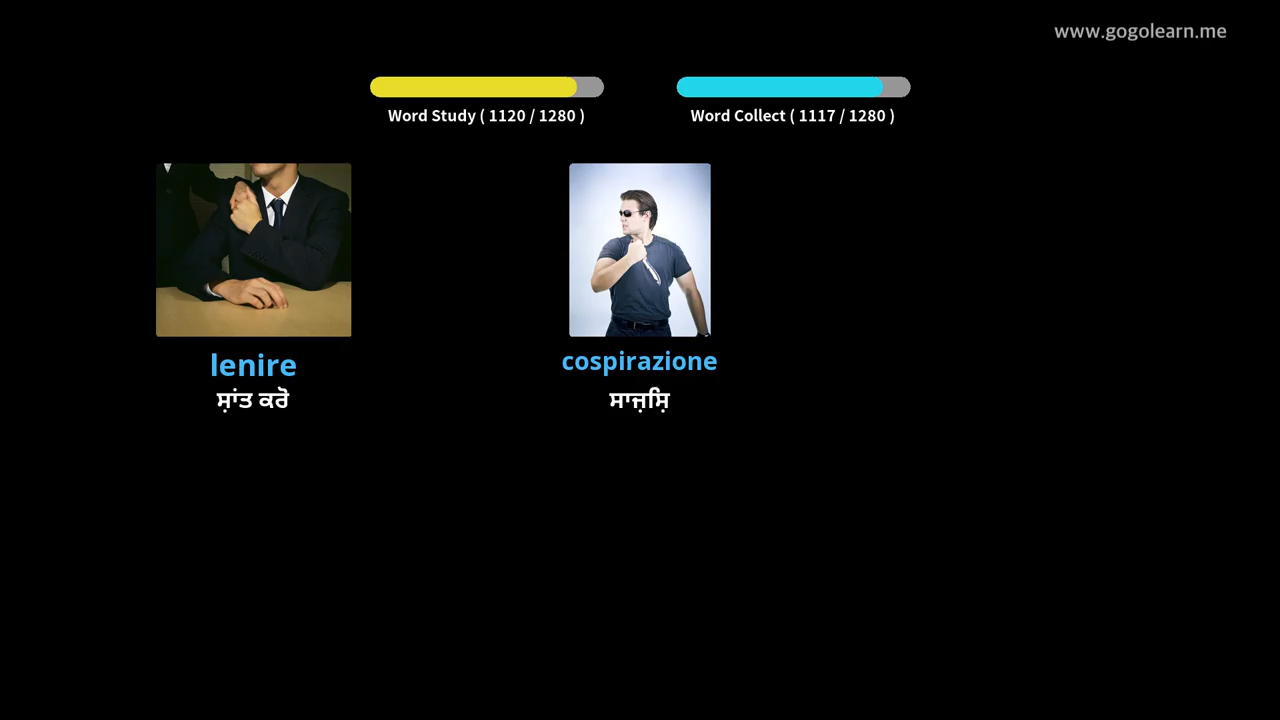 www.gogolearn.me
Word Study ( 1120 / 1280 )
Word Collect ( 1117 / 1280 )
lenire
ਸ਼ਾਂਤ ਕਰੋ
cospirazione
ਸਾਜ਼ਿਸ਼